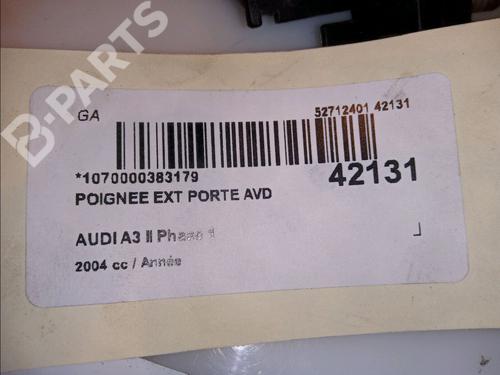 GA
52712401 42131
*1070000383179
42131
POIGNEE EXT PORTE AVD
AUDI A3 II Phase 1
2004 cc / Année
B-PARTS